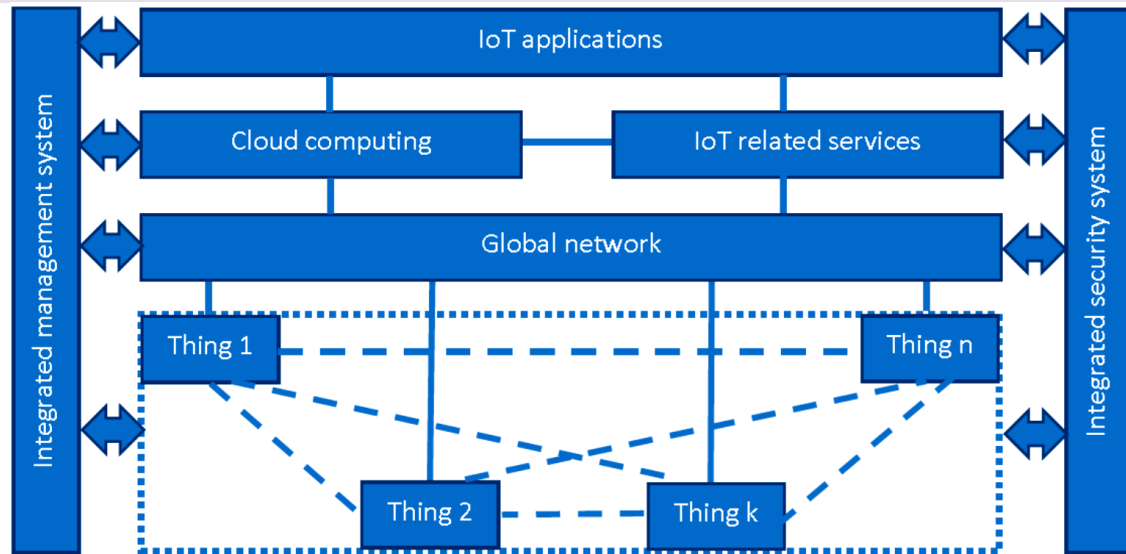 IoT applications
Cloud computing
IoT related services
Global network
Thing 1
Thing n
Thing 2
Thing k
Integrated management system
Integrated security system